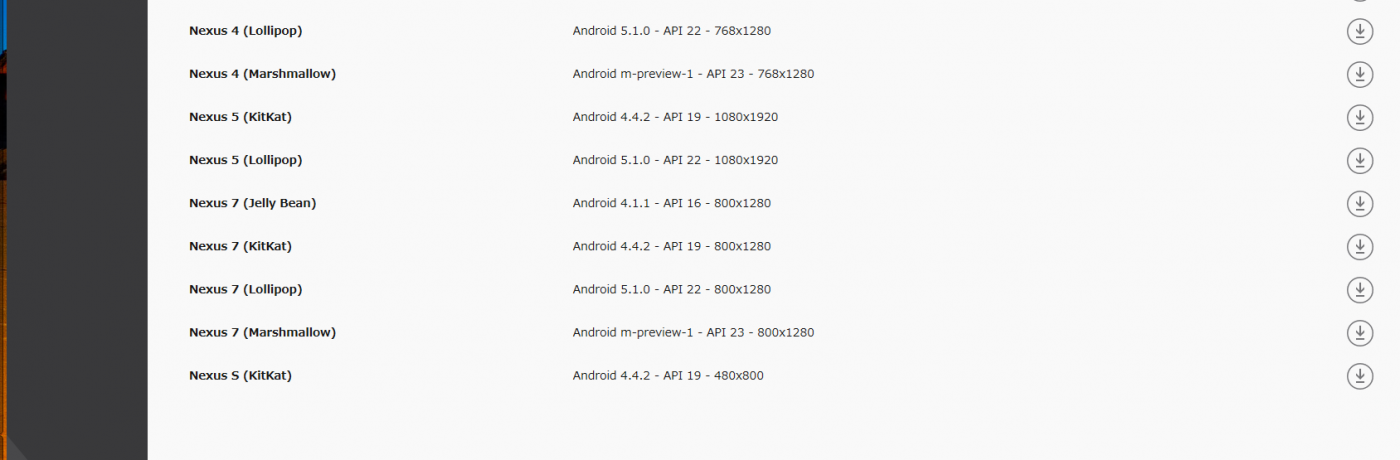 Nexus 4 (Lollipop) Android 5.1.0 - API 22 - 768x1280
Nexus 4 (Marshmallow) Android m-preview-1 - API 23 - 768x1280
Nexus 5 (KitKat) Android 4.4.2 - API 19 - 1080x1920
Nexus 5 (Lollipop) Android 5.1.0 - API 22 - 1080x1920
Nexus 7 (Jelly Bean) Android 4.1.1 - API 16 - 800x1280
Nexus 7 (KitKat) Android 4.4.2 - API 19 - 800x1280
Nexus 7 (Lollipop) Android 5.1.0 - API 22 - 800x1280
Nexus 7 (Marshmallow) Android m-preview-1 - API 23 - 800x1280
Nexus S (KitKat) Android 4.4.2 - API 19 - 480x800